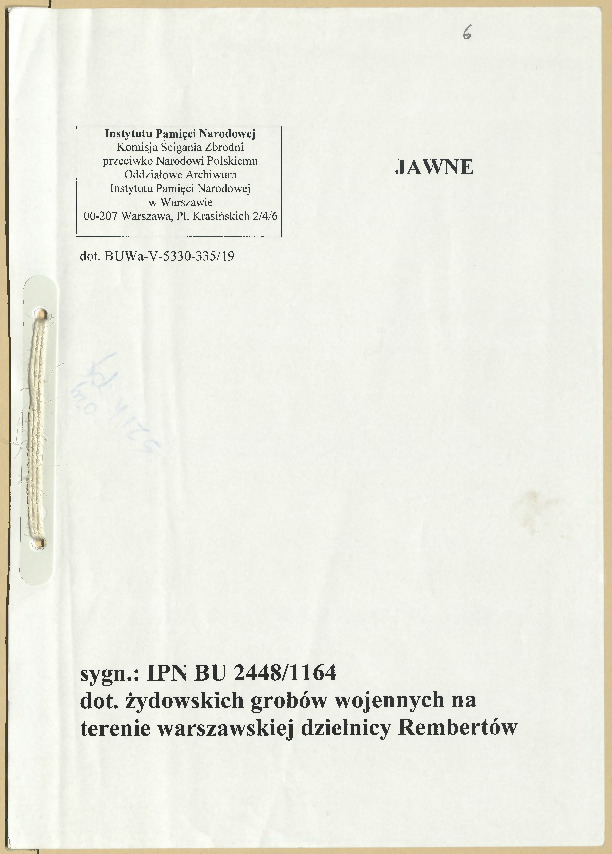 6
Instytutu Pamięci Narodowej
Komisja Ścigania Zbrodni
przeciwko Narodowi Polskiemu
Oddziałowe Archiwum
Instytutu Pamięci Narodowej
w Warszawie
00-207 Warszawa, Pl. Krasińskich 2/4/6
JAWNE
dot. BUWa-V-5330-335/19
sygn.: IPN BU 2448/1164
dot. żydowskich grobów wojennych na
terenie warszawskiej dzielnicy Rembertów